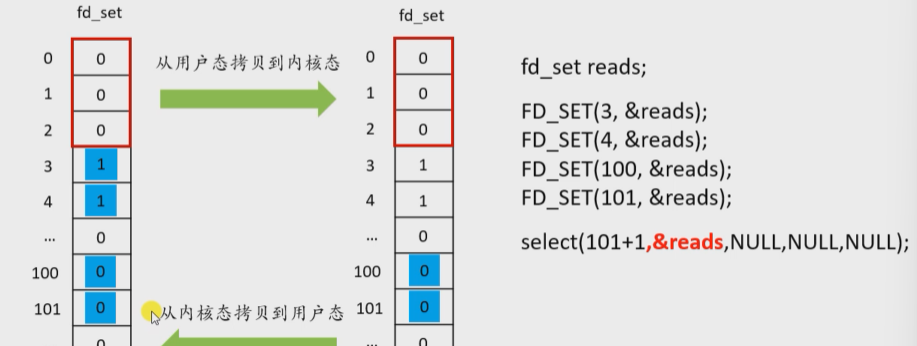 fd_set
fd_set
0 0 从用户态拷贝到内核态 0 0
1 0 1 0
2 0 2 0
3 1 3 1
4 1 4 1
... 0 ... 0
100 0 100 0
101 0 从内核态拷贝到用户态 101 0
0 ... 0
fd_set reads;
FD_SET(3, &reads);
FD_SET(4, &reads);
FD_SET(100, &reads);
FD_SET(101, &reads);
select(101+1,&reads,NULL,NULL,NULL);